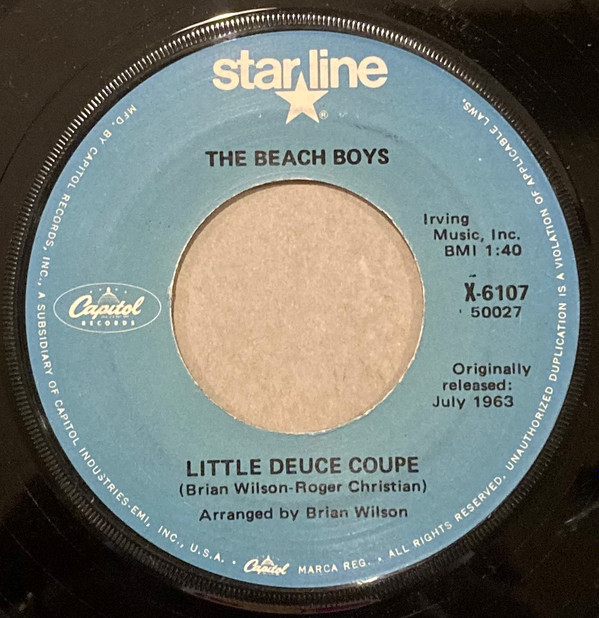 starline
®
THE BEACH BOYS
Irving
Music, Inc.
BMI 1:40
X-6107
50027
Capitol
RECORDS
Originally
released:
July 1963
LITTLE DEUCE COUPE
(Brian Wilson-Roger Christian)
Arranged by Brian Wilson
MFD. BY CAPITOL RECORDS, INC., A SUBSIDIARY OF CAPITOL INDUSTRIES-EMI, INC., U.S.A. • Capitol MARCA REG. • ALL RIGHTS RESERVED. UNAUTHORIZED DUPLICATION IS A VIOLATION OF APPLICABLE LAWS.